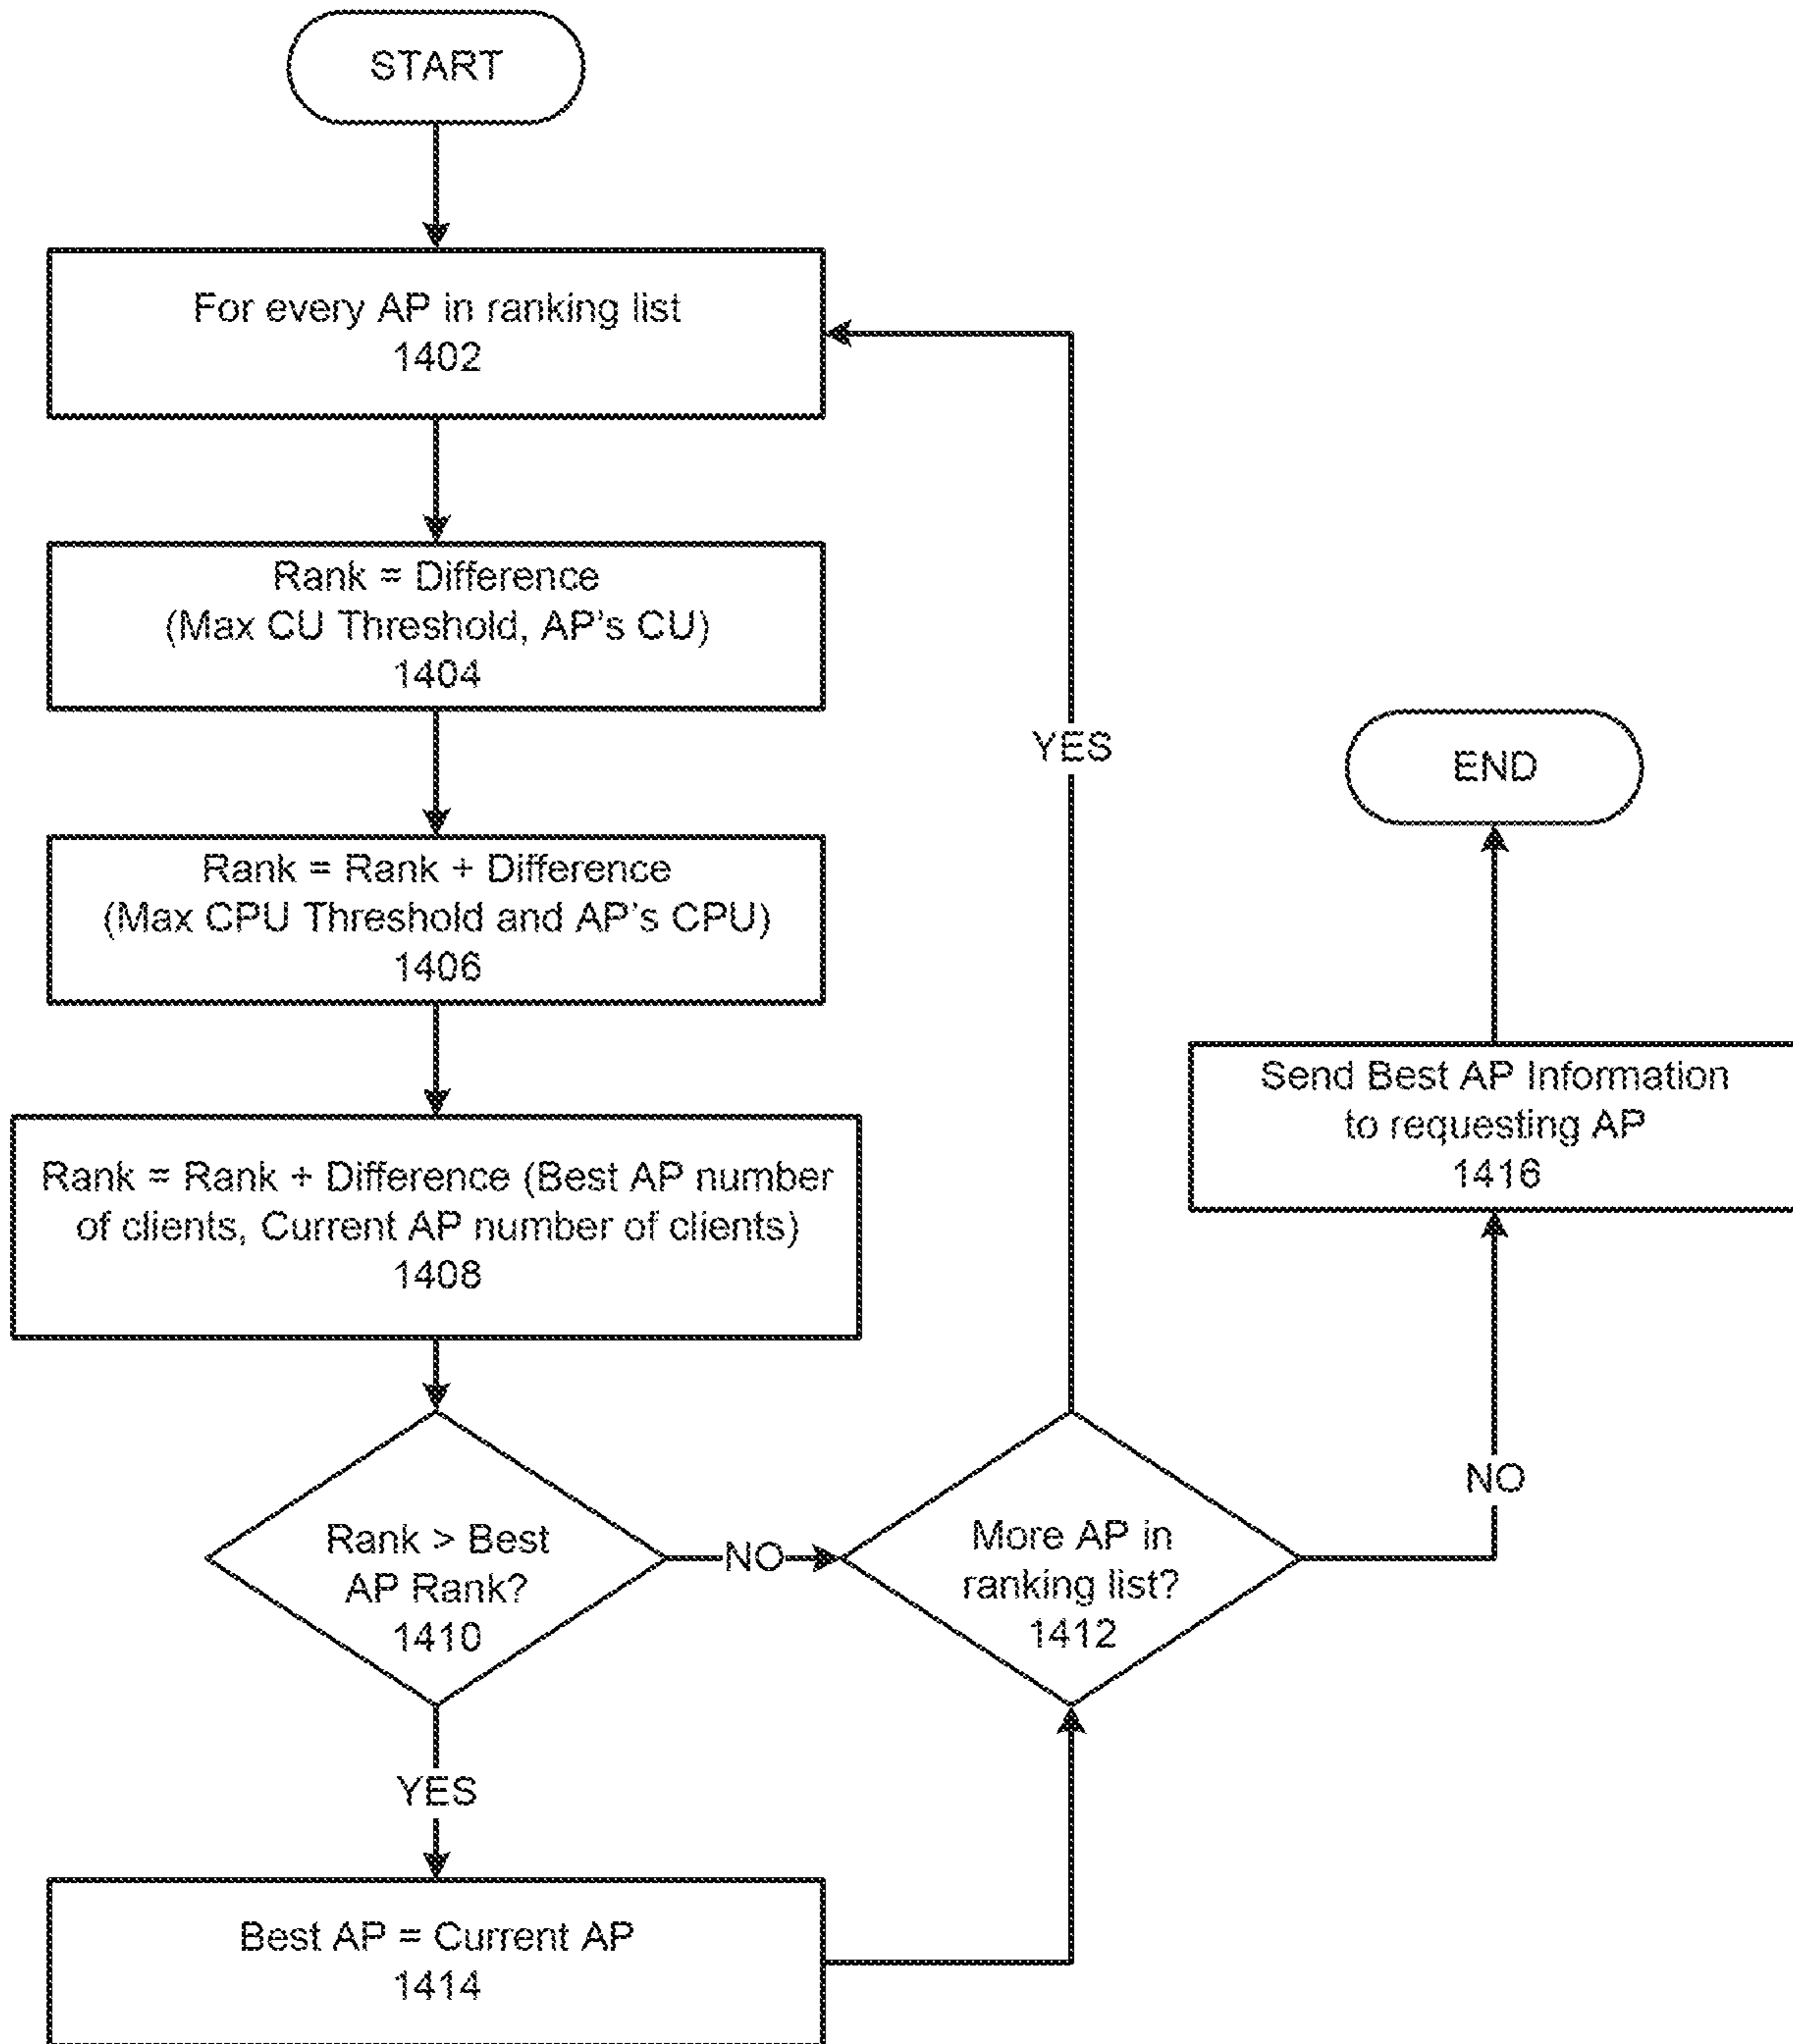 START
For every AP in ranking list
1402
Rank = Difference
(Max CU Threshold, AP's CU)
1404
Rank = Rank + Difference
(Max CPU Threshold and AP's CPU)
1406
Rank = Rank + Difference (Best AP number
of clients, Current AP number of clients)
1408
Rank > Best
AP Rank?
1410
NO
YES
Best AP = Current AP
1414
More AP in
ranking list?
1412
YES
NO
Send Best AP Information
to requesting AP
1416
END